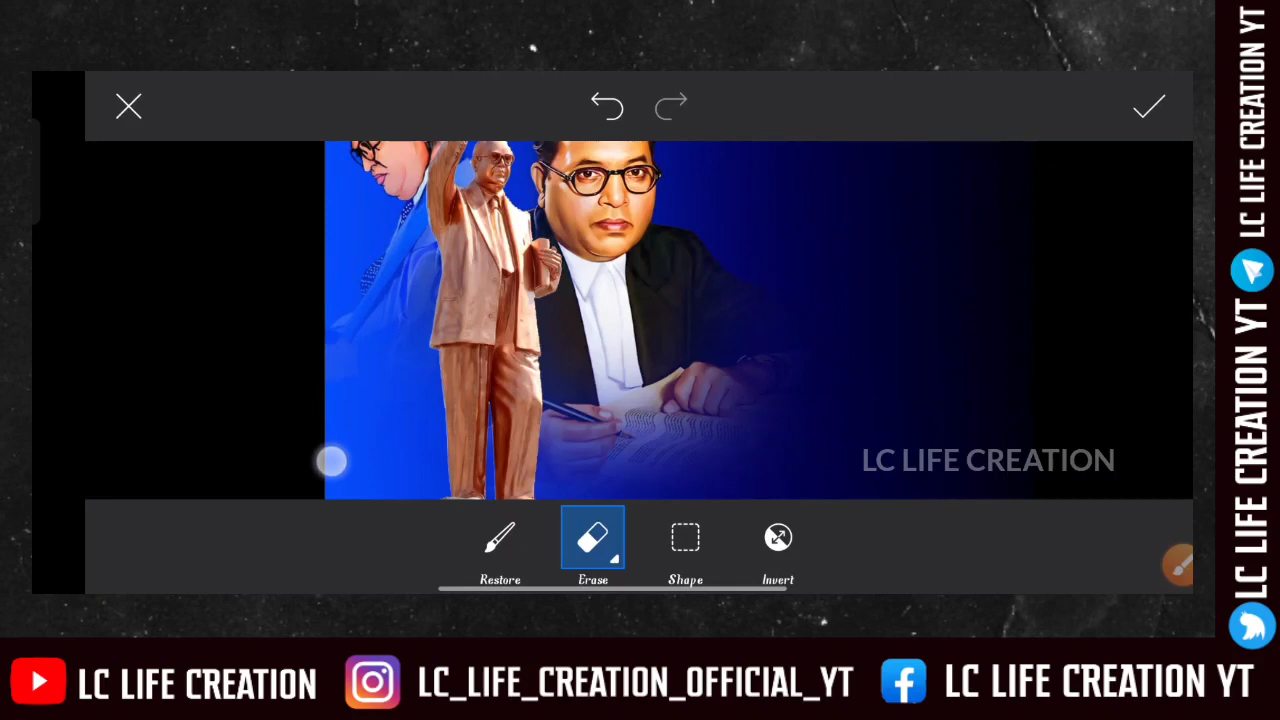 LC LIFE CREATION
Restore
Erase
Shape
Invert
LC LIFE CREATION
LC_LIFE_CREATION_OFFICIAL_YT
LC LIFE CREATION YT
LC LIFE CREATION YT
LC LIFE CREATION YT